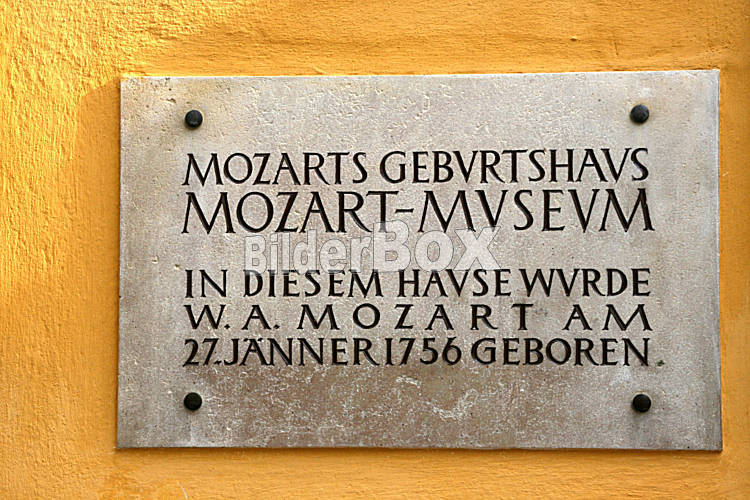 MOZARTS GEBVRTSHAVS
MOZART-MVSEVM
BilderBOX
IN DIESEM HAVSE WVRDE
W. A. MOZART AM
27. JÄNNER 1756 GEBOREN.